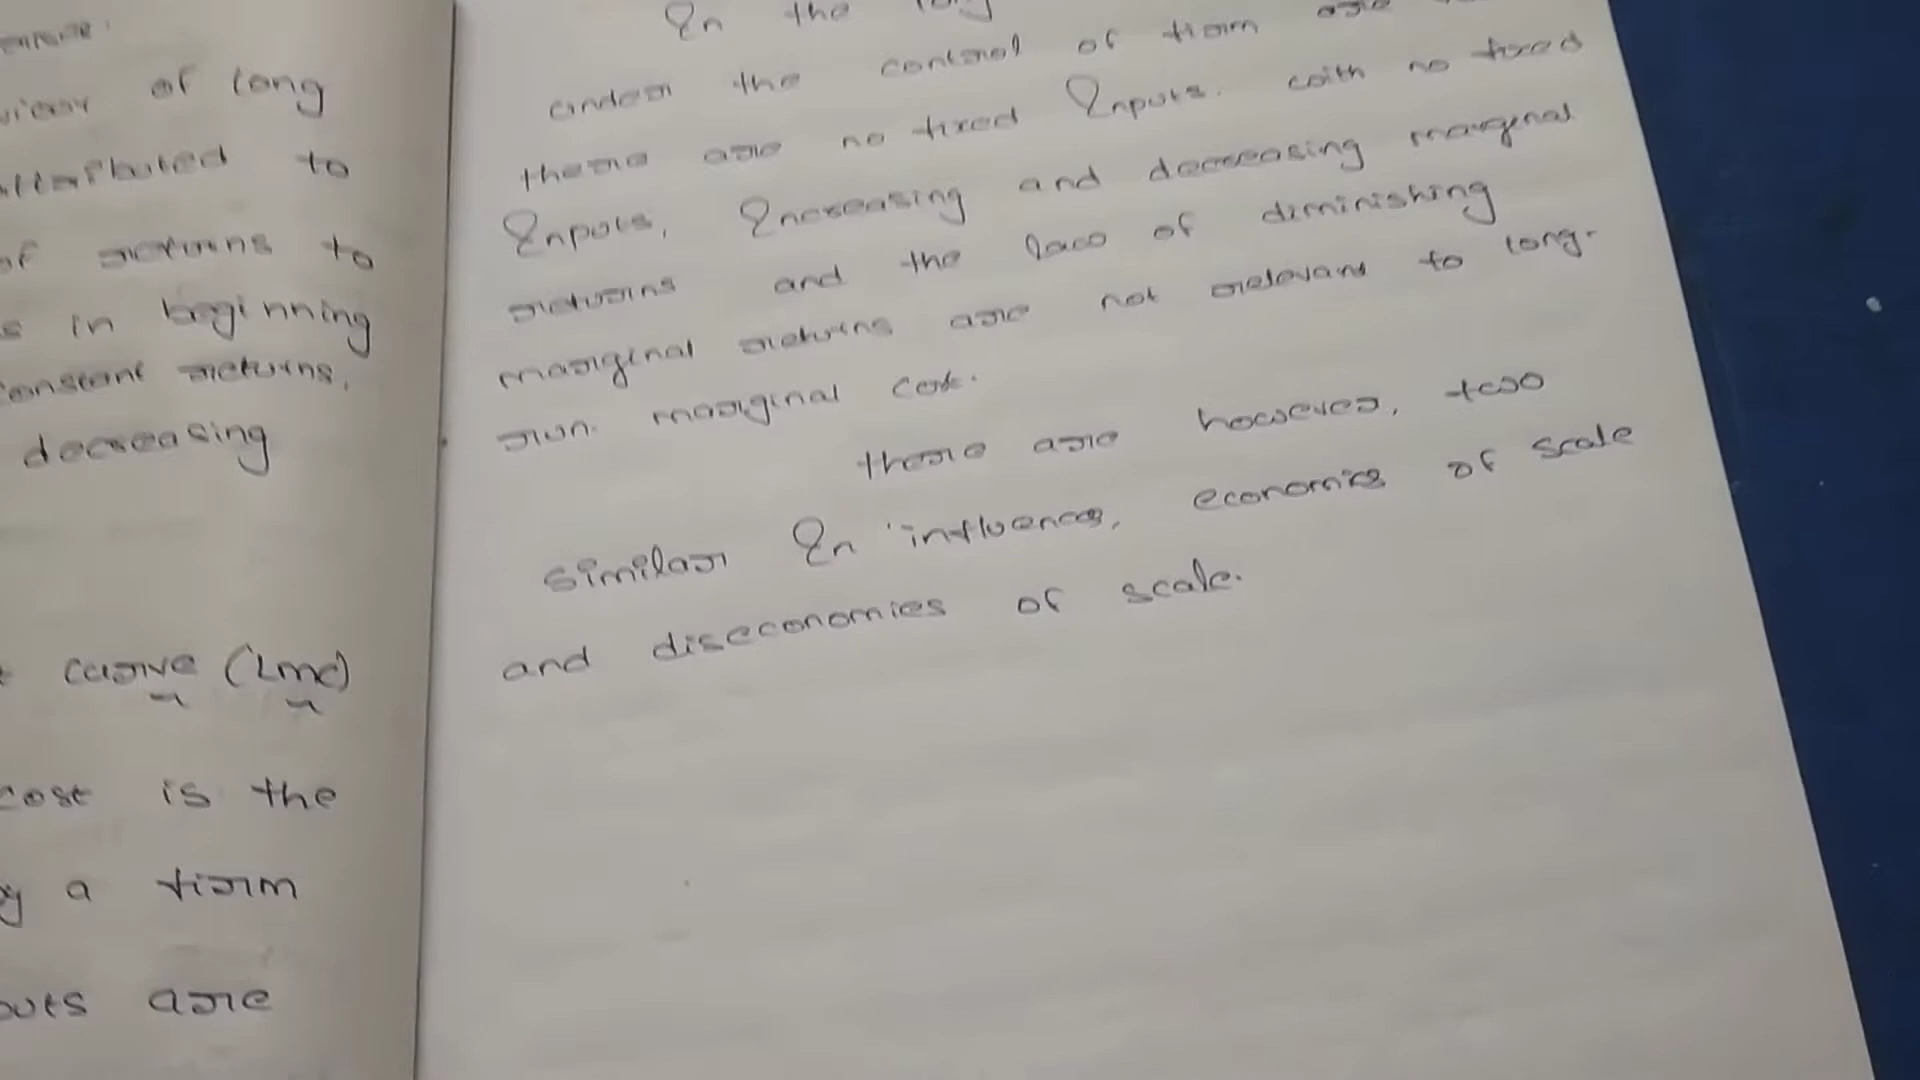 of long
to
of returns to
in beginning
constant returns,
decreasing
curve (LMC)
cost is the
a firm
are
In the
under the control of firm are
there are no fixed Inputs. with no fixed
Inputs, Increasing and decreasing marginal
returns and the law of diminishing
marginal returns are not relevant to long-
run. marginal cost.
there are however, two
similar In influences, economies of scale
and diseconomies of scale.